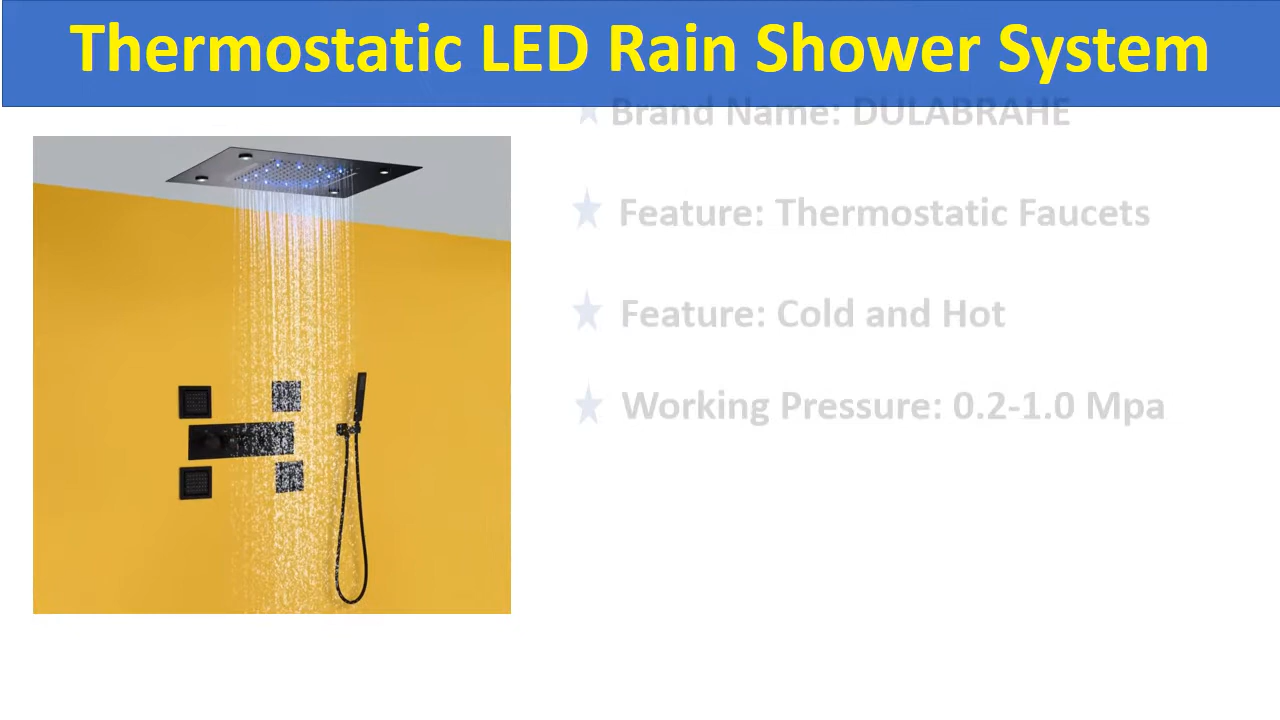 Thermostatic LED Rain Shower System
Brand Name: DULABRAHE
Feature: Thermostatic Faucets
Feature: Cold and Hot
Working Pressure: 0.2-1.0 Mpa